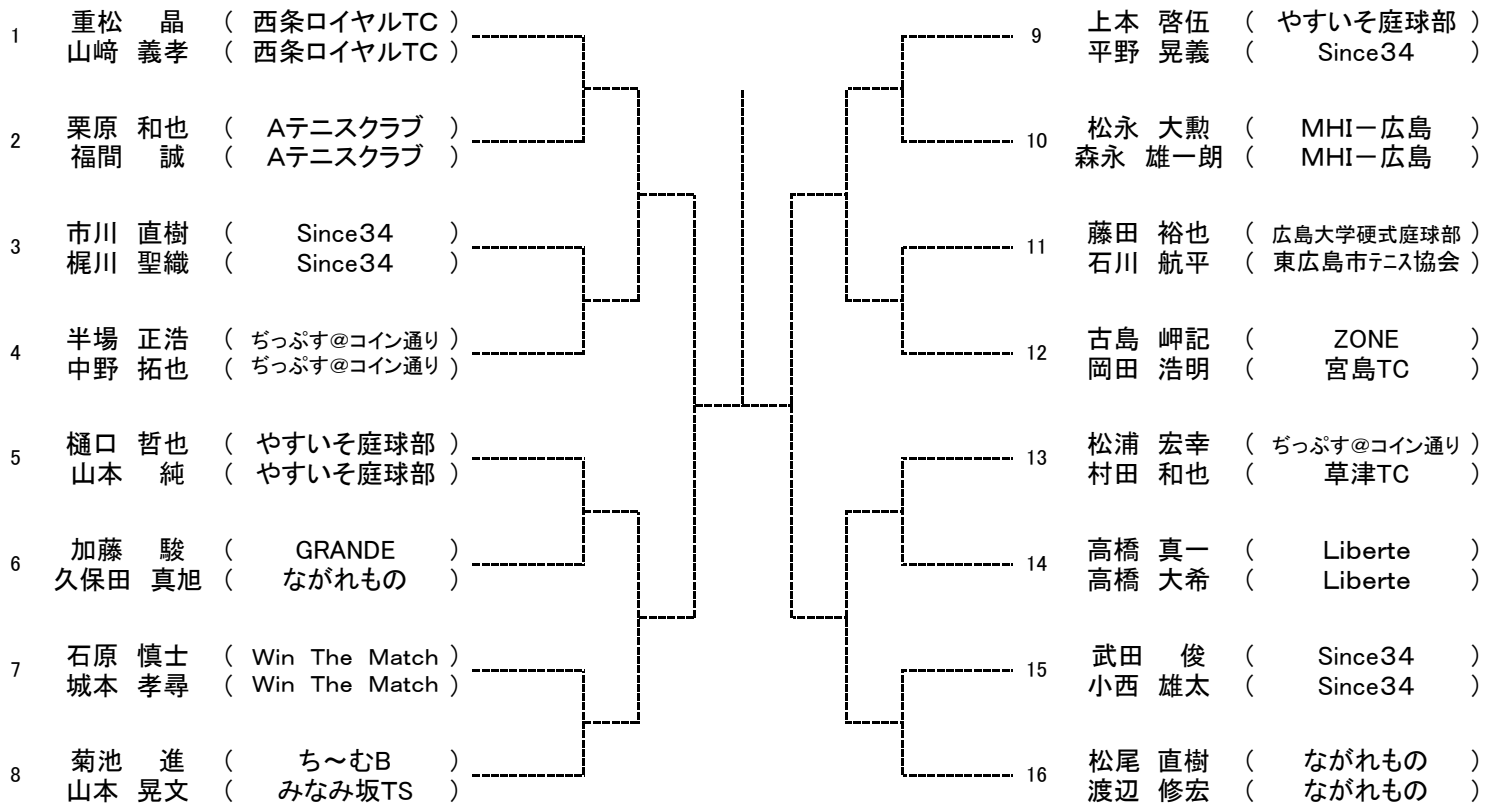 1 重松 晶 ( 西条ロイヤルTC )
山﨑 義孝 ( 西条ロイヤルTC )
2 栗原 和也 ( Aテニスクラブ )
福間 誠 ( Aテニスクラブ )
3 市川 直樹 ( Since34 )
梶川 聖織 ( Since34 )
4 半場 正浩 ( ぢっぷす@コイン通り )
中野 拓也 ( ぢっぷす@コイン通り )
5 樋口 哲也 ( やすいそ庭球部 )
山本 純 ( やすいそ庭球部 )
6 加藤 駿 ( GRANDE )
久保田 真旭 ( ながれもの )
7 石原 慎士 ( Win The Match )
城本 孝尋 ( Win The Match )
8 菊池 進 ( ち～むB )
山本 晃文 ( みなみ坂TS )
9 上本 啓伍 ( やすいそ庭球部 )
平野 晃義 ( Since34 )
10 松永 大勲 ( MHI－広島 )
森永 雄一朗 ( MHI－広島 )
11 藤田 裕也 ( 広島大学硬式庭球部 )
石川 航平 ( 東広島市テニス協会 )
12 古島 岬記 ( ZONE )
岡田 浩明 ( 宮島TC )
13 松浦 宏幸 ( ぢっぷす@コイン通り )
村田 和也 ( 草津TC )
14 高橋 真一 ( Liberte )
高橋 大希 ( Liberte )
15 武田 俊 ( Since34 )
小西 雄太 ( Since34 )
16 松尾 直樹 ( ながれもの )
渡辺 修宏 ( ながれもの )